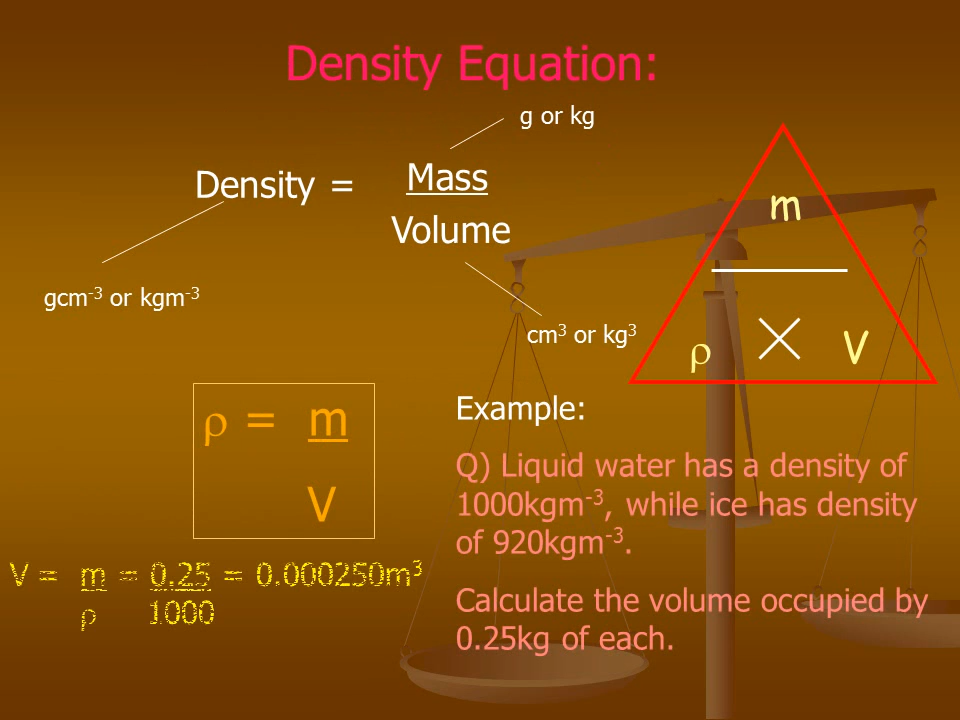 Density Equation:
g or kg
Density = Mass
Volume
gcm-3 or kgm-3
cm3 or kg3
m
ρ V
ρ = m
V
Example:
Q) Liquid water has a density of
1000kgm-3, while ice has density
of 920kgm-3.
Calculate the volume occupied by
0.25kg of each.
V = m = 0.25 = 0.000250m3
ρ 1000